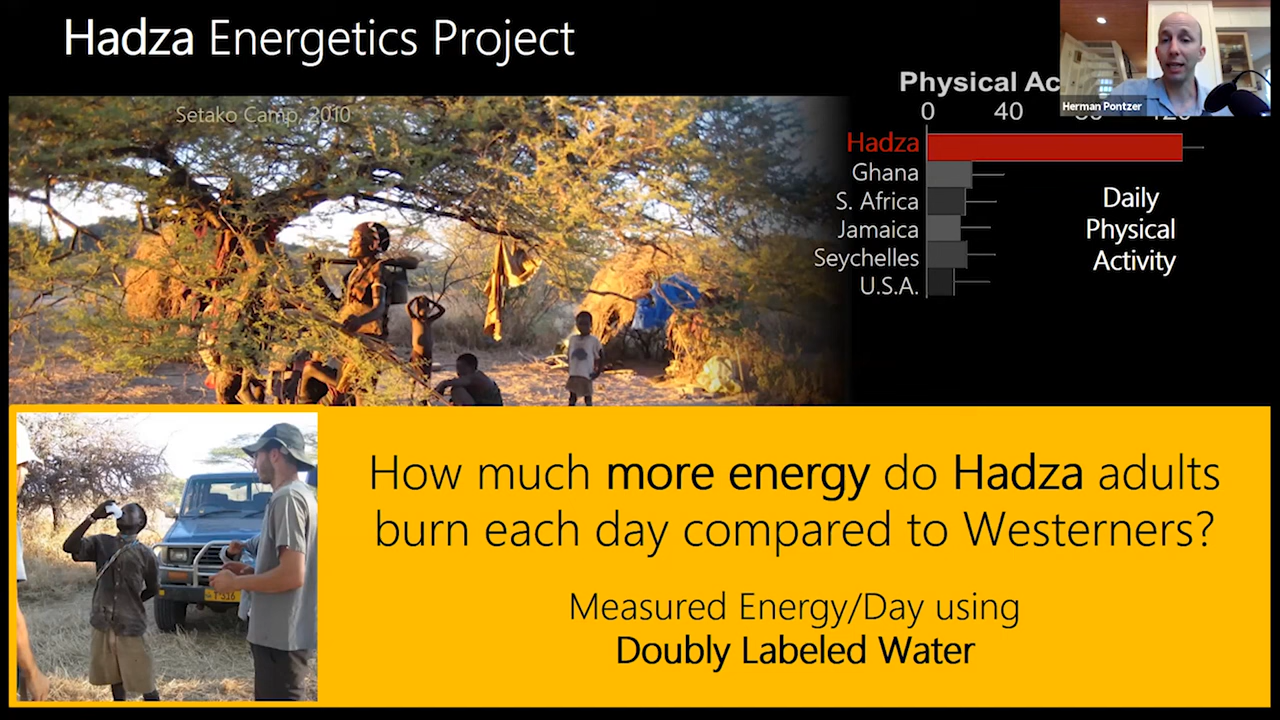 Hadza Energetics Project
Setako Camp, 2010
Physical Ac
Herman Pontzer
0 40
Hadza
Ghana
S. Africa
Jamaica
Seychelles
U.S.A.
Daily
Physical
Activity
How much more energy do Hadza adults
burn each day compared to Westerners?
Measured Energy/Day using
Doubly Labeled Water